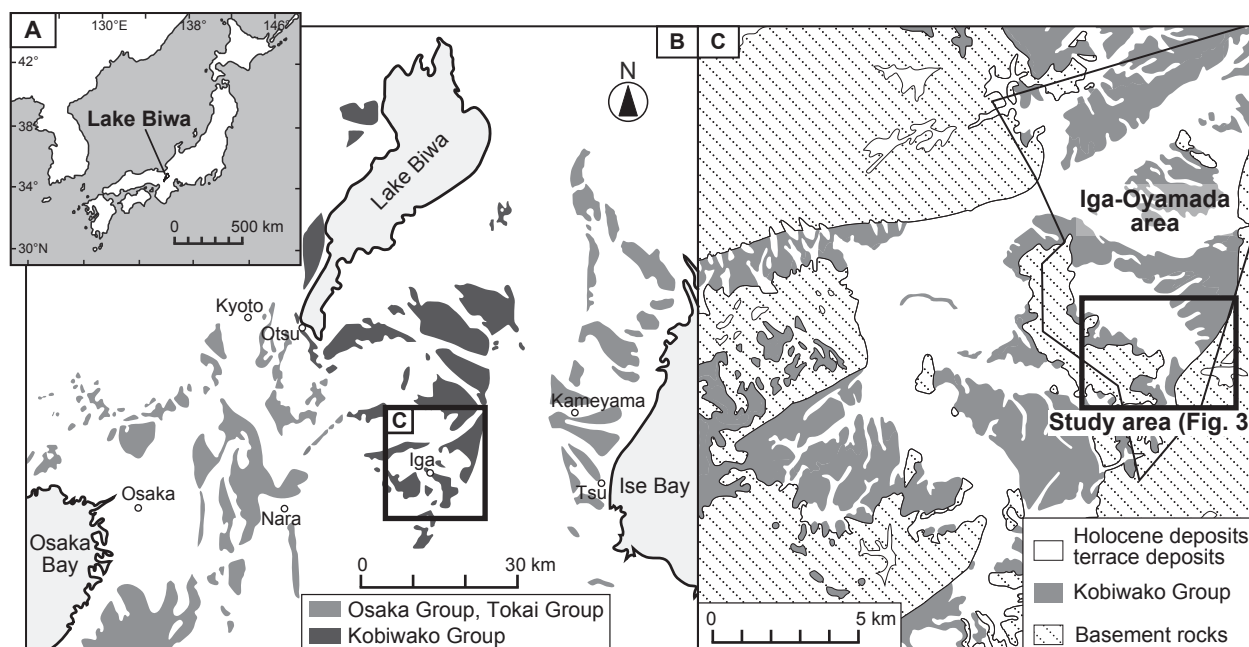 A
130°E
138°
146°
42°
38°
34°
30°N
Lake Biwa
0 500 km
B
N
Lake Biwa
Kyoto
Otsu
Kameyama
C
Iga
Tsu
Ise Bay
Osaka
Nara
Osaka
Bay
0 30 km
Osaka Group, Tokai Group
Kobiwako Group
C
Iga-Oyamada
area
Study area (Fig. 3
0 5 km
Holocene deposits
terrace deposits
Kobiwako Group
Basement rocks